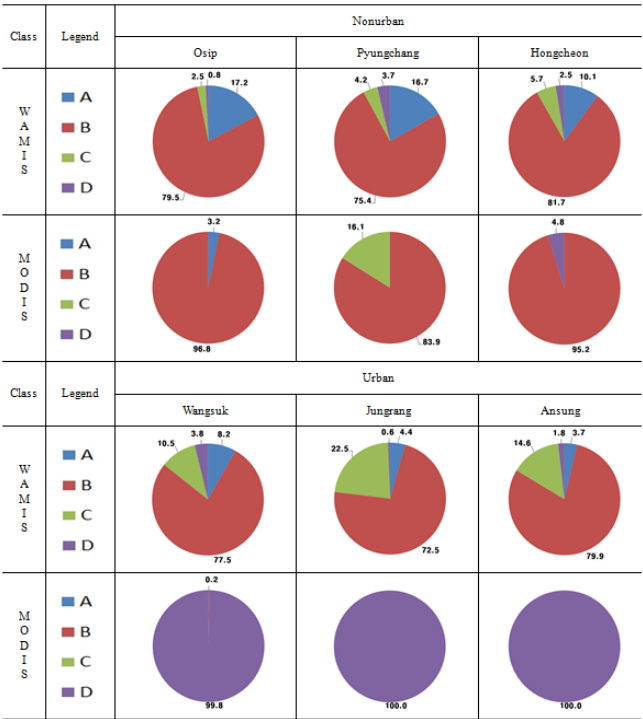 Class Legend Nonurban
Osip Pyungchang Hongcheon
WAMIS
A
B
C
D
2.5 0.8 17.2 79.5
4.2 3.7 16.7 75.4
5.7 2.5 10.1 81.7
MODIS
A
B
C
D
3.2 96.8
16.1 83.9
4.8 95.2
Class Legend Urban
Wangsuk Jungrang Ansung
WAMIS
A
B
C
D
10.5 3.8 8.2 77.5
22.5 0.6 4.4 72.5
14.6 1.8 3.7 79.9
MODIS
A
B
C
D
0.2 99.8
100.0
100.0